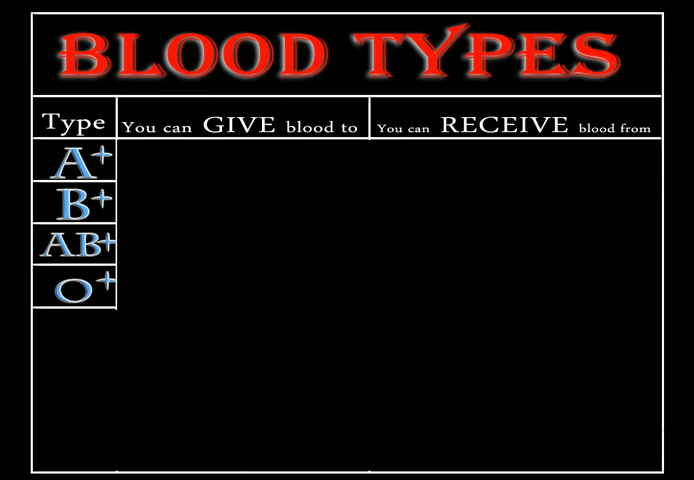 BLOOD TYPES
Type You can GIVE blood to You can RECEIVE blood from
A+
B+
AB+
O+